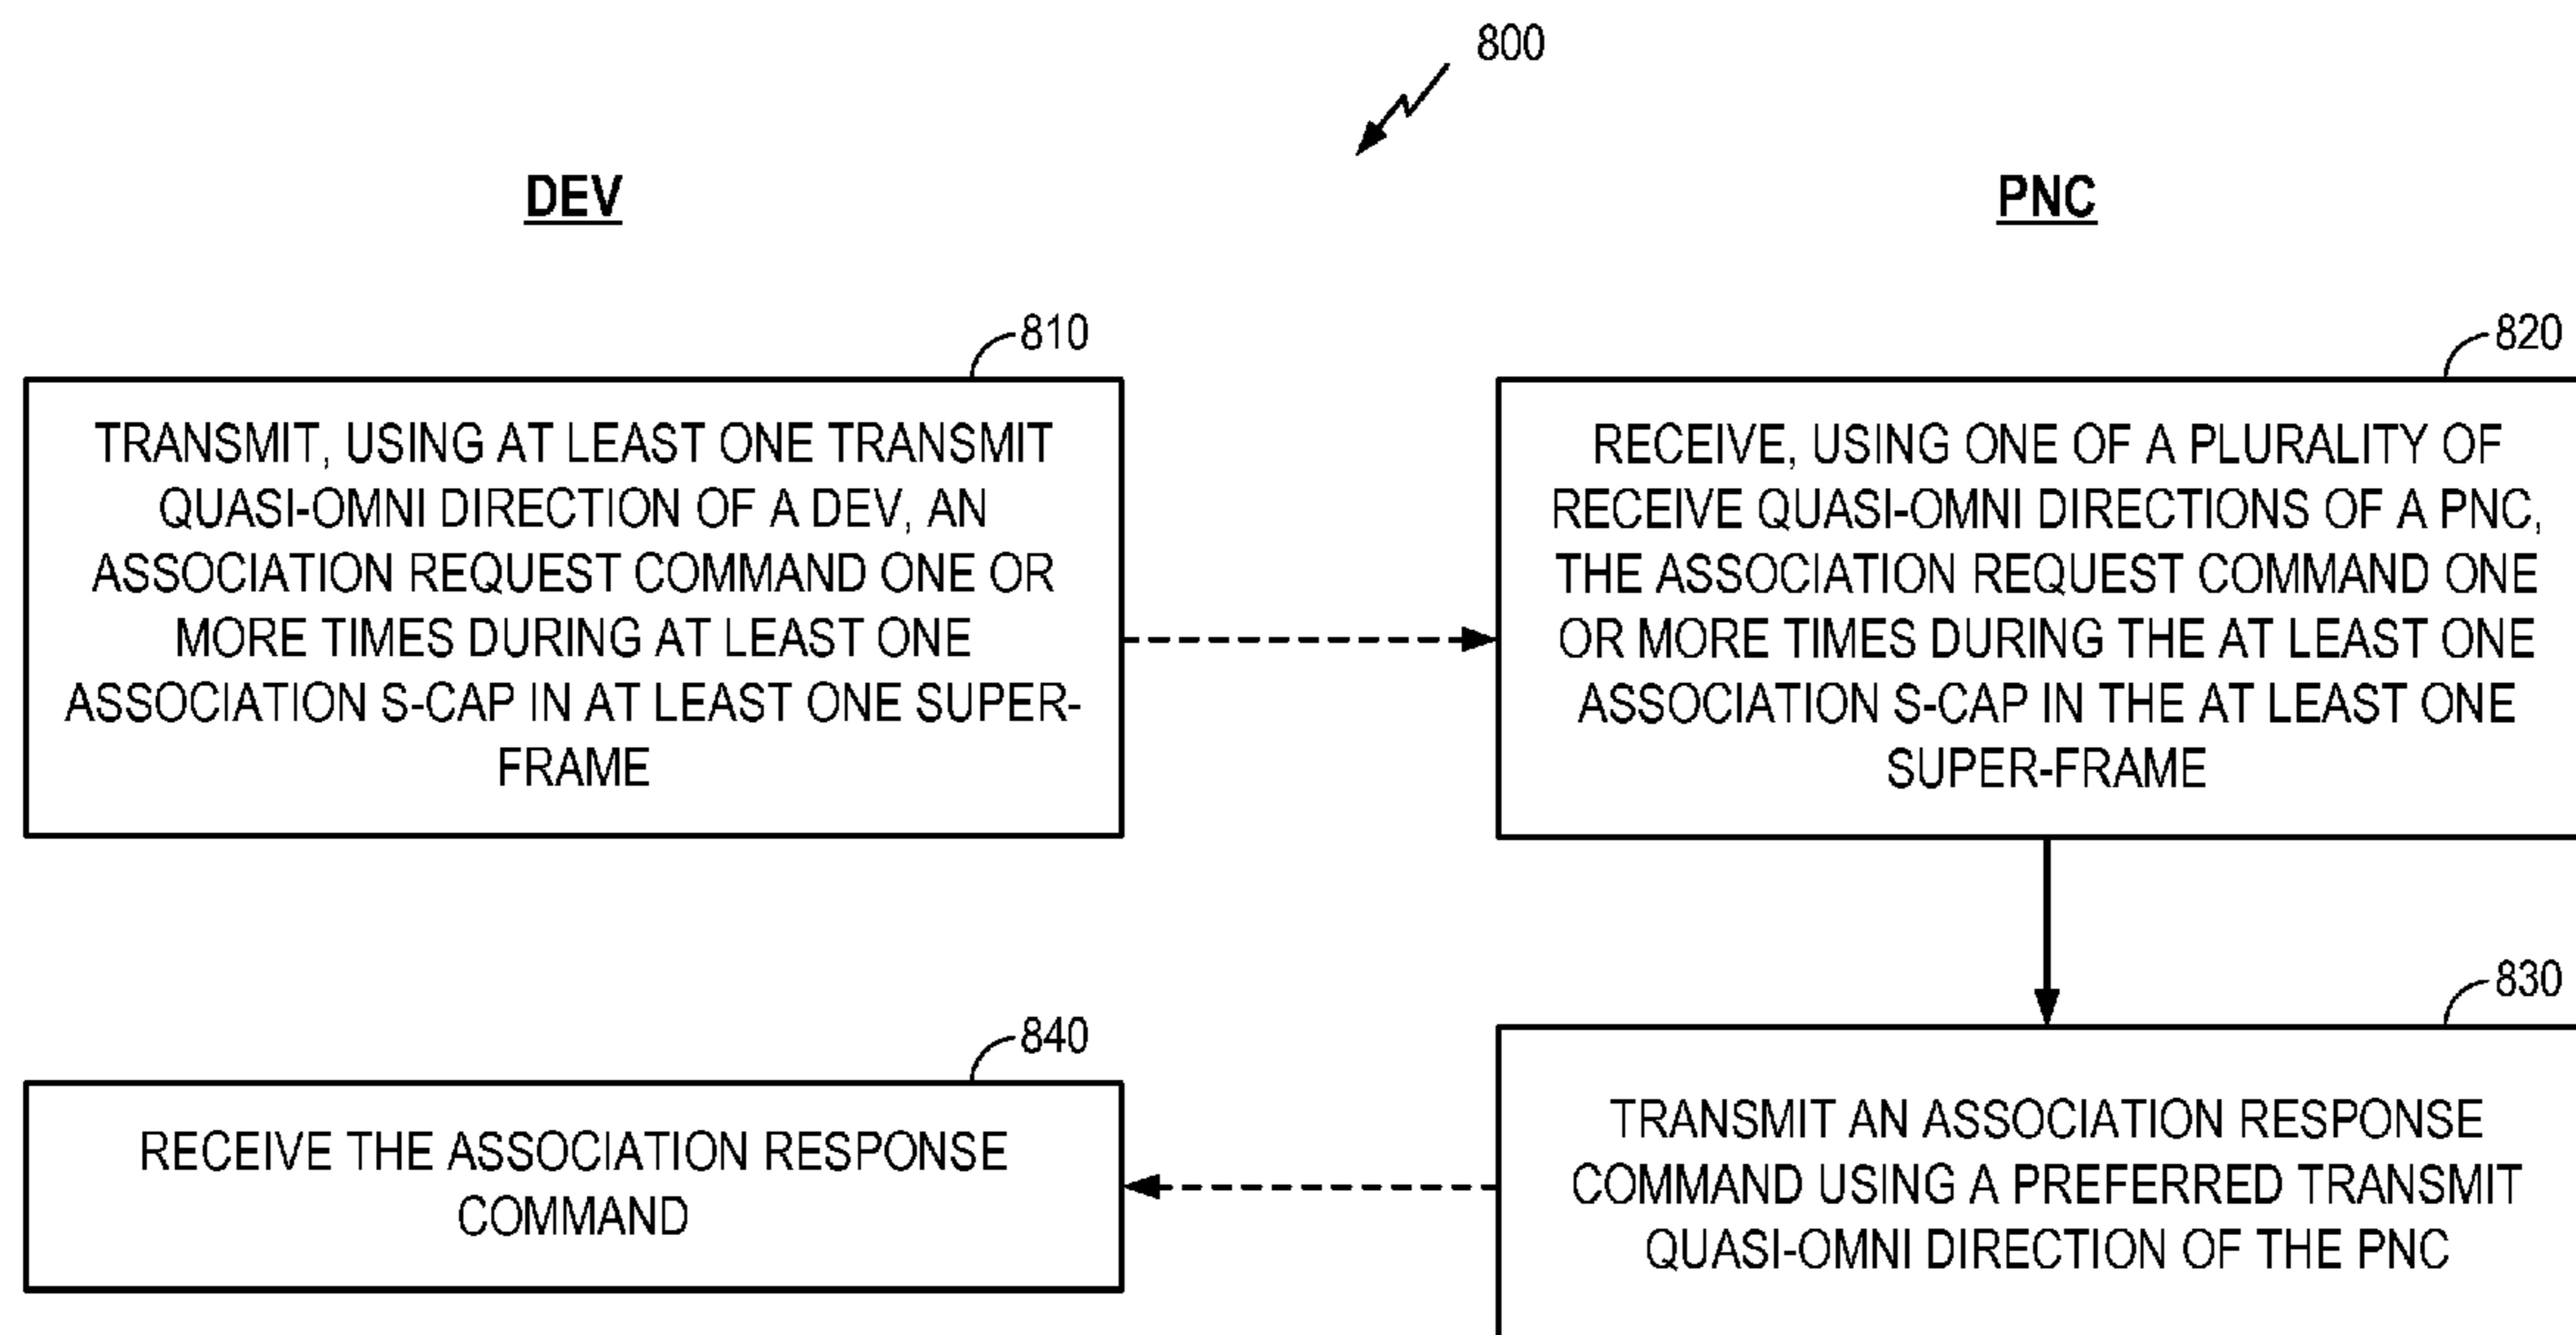 800
DEV
PNC
810
TRANSMIT, USING AT LEAST ONE TRANSMIT
QUASI-OMNI DIRECTION OF A DEV, AN
ASSOCIATION REQUEST COMMAND ONE OR
MORE TIMES DURING AT LEAST ONE
ASSOCIATION S-CAP IN AT LEAST ONE SUPER-
FRAME
820
RECEIVE, USING ONE OF A PLURALITY OF
RECEIVE QUASI-OMNI DIRECTIONS OF A PNC,
THE ASSOCIATION REQUEST COMMAND ONE
OR MORE TIMES DURING THE AT LEAST ONE
ASSOCIATION S-CAP IN THE AT LEAST ONE
SUPER-FRAME
830
TRANSMIT AN ASSOCIATION RESPONSE
COMMAND USING A PREFERRED TRANSMIT
QUASI-OMNI DIRECTION OF THE PNC
840
RECEIVE THE ASSOCIATION RESPONSE
COMMAND